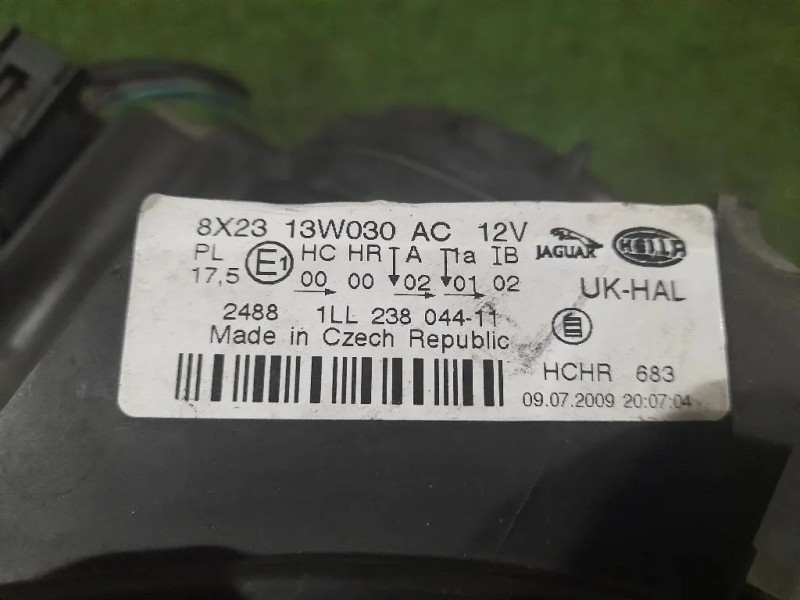 8X23 13W030 AC 12V
JAGUAR HELLA
PL E1 HC HR A 1a IB
17,5 00 00 02 01 02
UK-HAL
2488 1LL 238 044-11
Made in Czech Republic
HCHR 683
09.07.2009 20:07:04